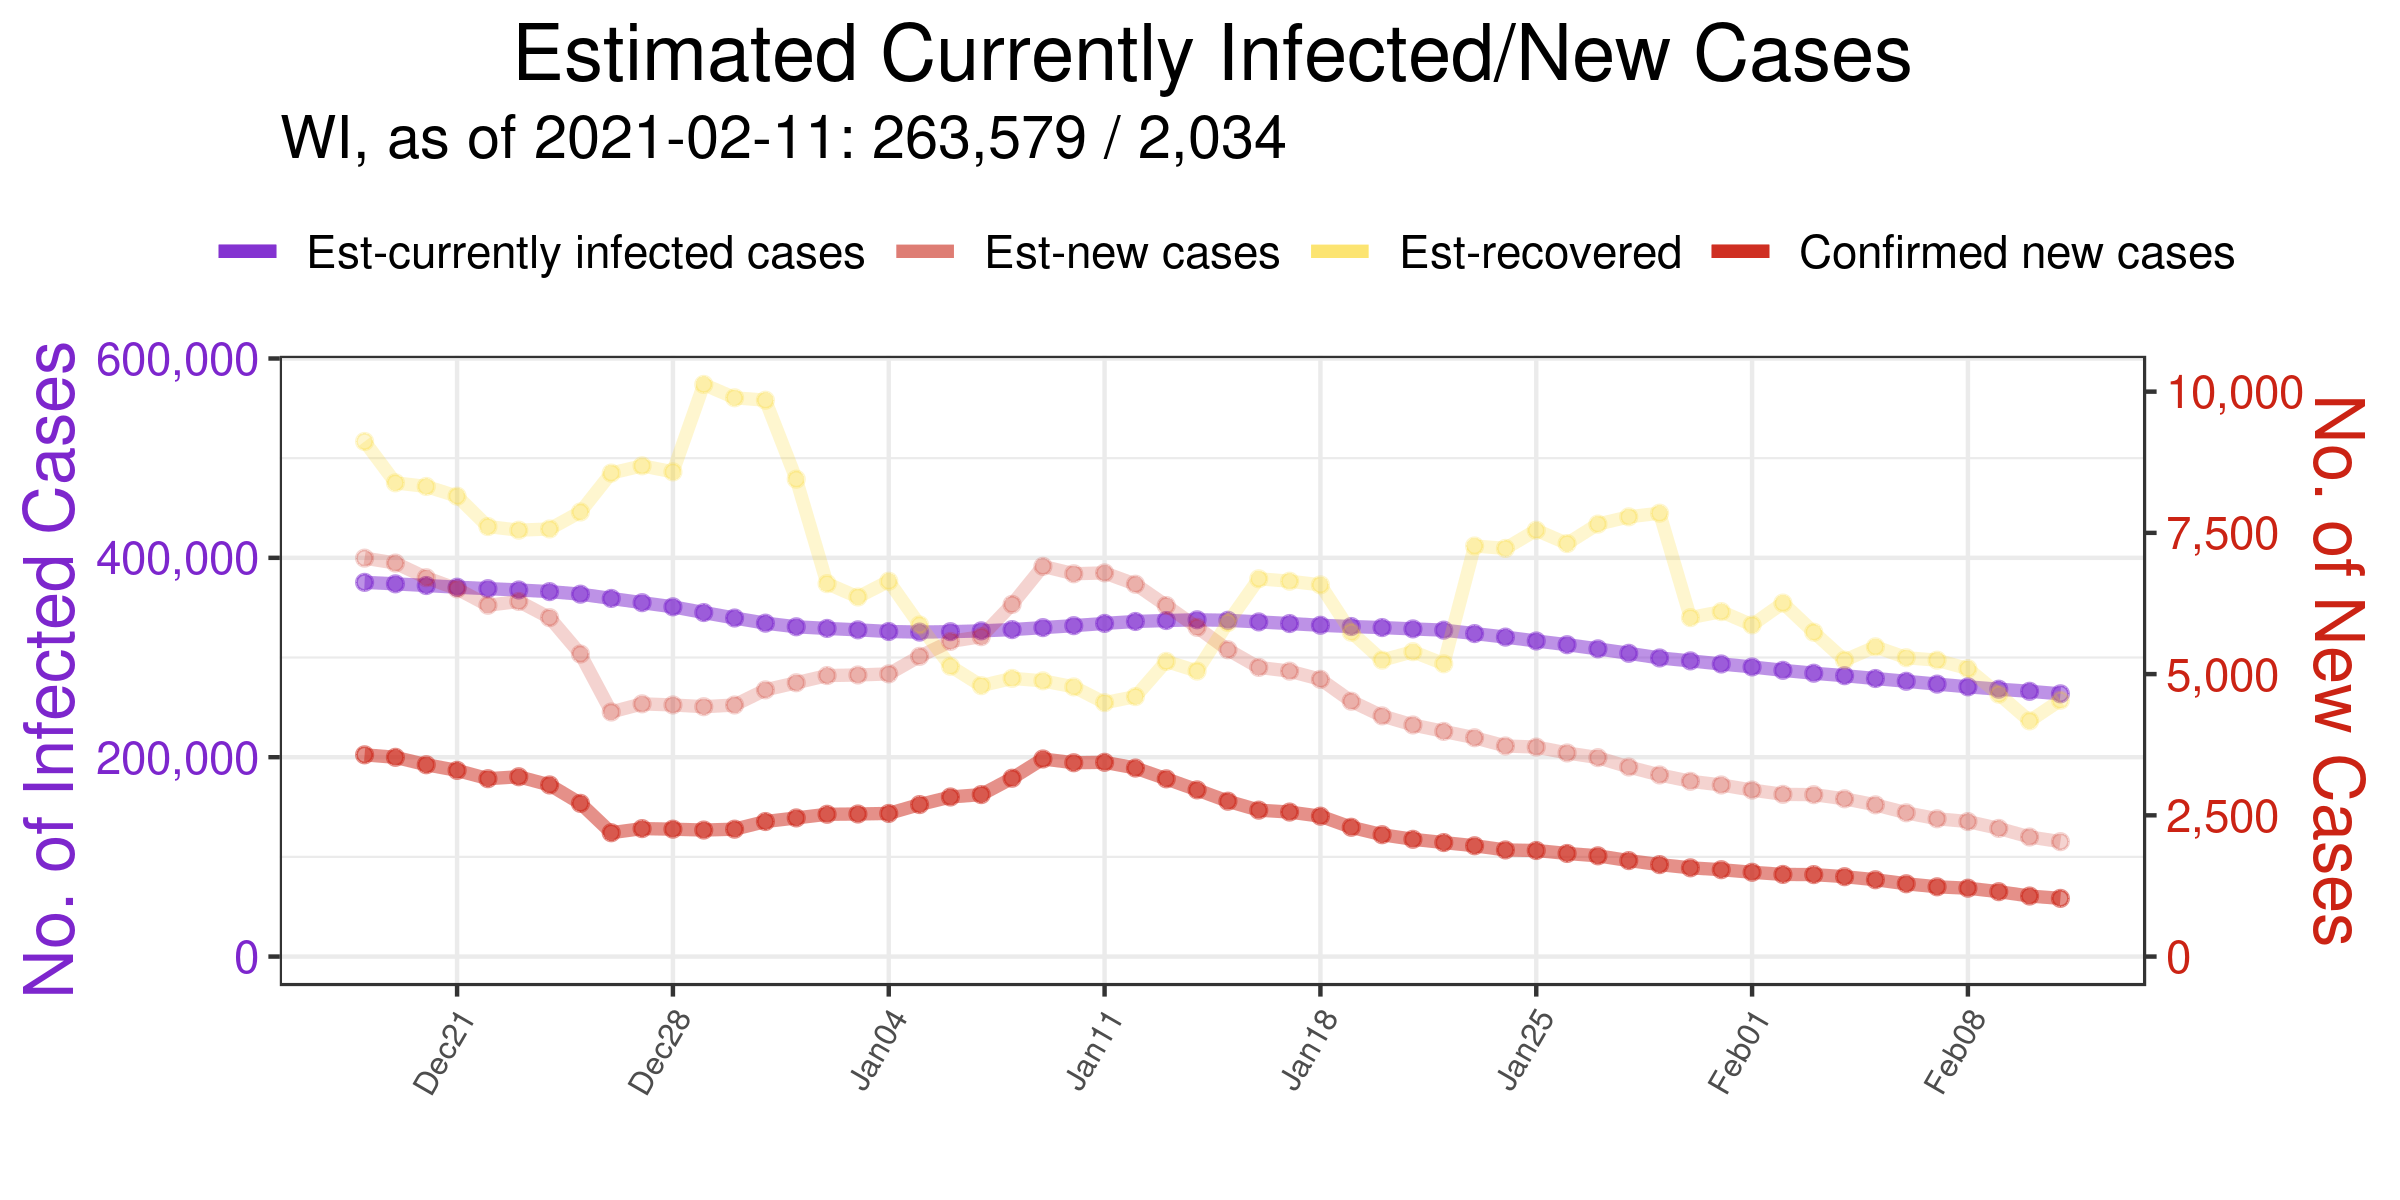 Estimated Currently Infected/New Cases
WI, as of 2021-02-11: 263,579 / 2,034
Est-currently infected cases Est-new cases Est-recovered Confirmed new cases
No. of Infected Cases
600,000
400,000
200,000
0
10,000
7,500
5,000
2,500
0
No. of New Cases
Dec21 Dec28 Jan04 Jan11 Jan18 Jan25 Feb01 Feb08